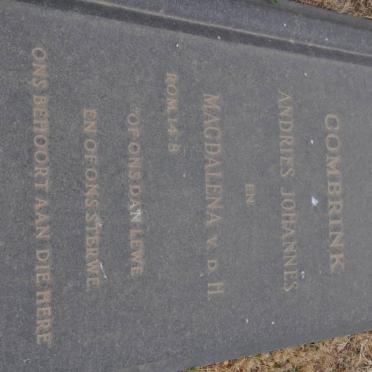 COMBRINK
ANDRIES JOHANNES
EN
MAGDALENA v.D.H.
ROM. 14:8
"OF ONS DAN LEWE
EN OF ONS STERWE,
ONS BEHOORT AAN DIE HERE